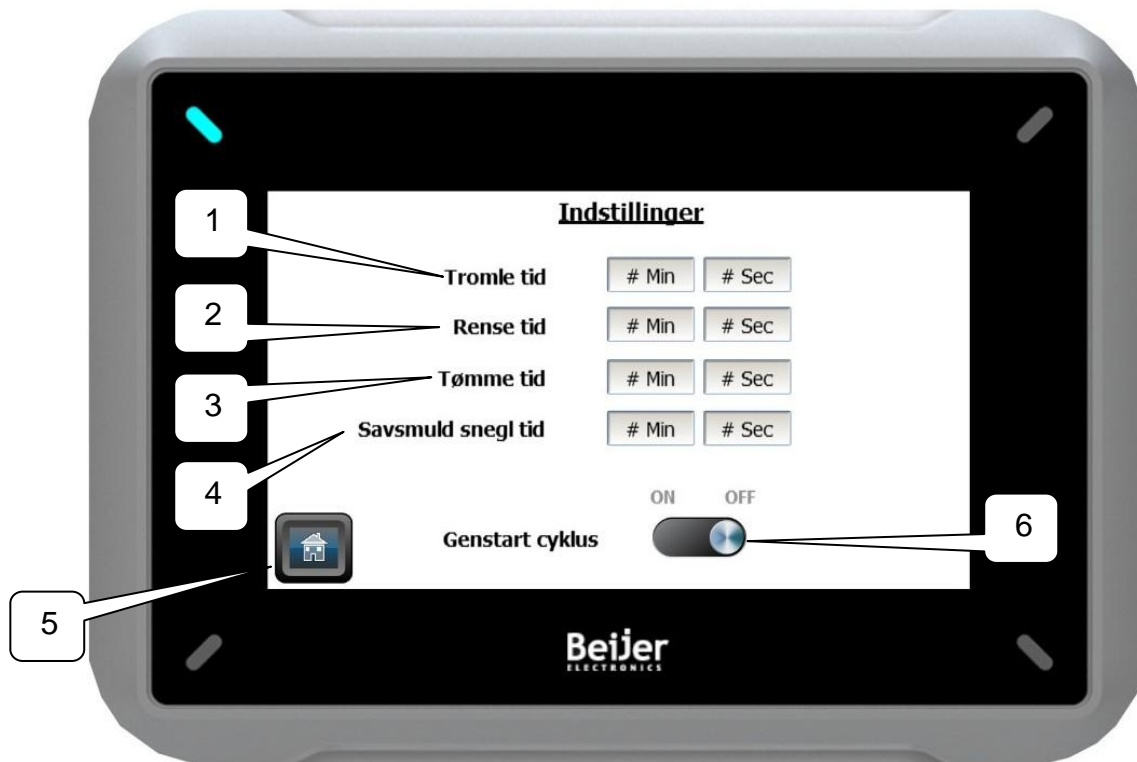 Indstillinger
1
Tromle tid # Min # Sec
2
Rense tid # Min # Sec
3
Tømme tid # Min # Sec
4
Savsmuld snegl tid # Min # Sec
ON OFF
Genstart cyklus
6
5
Beijer
ELECTRONICS